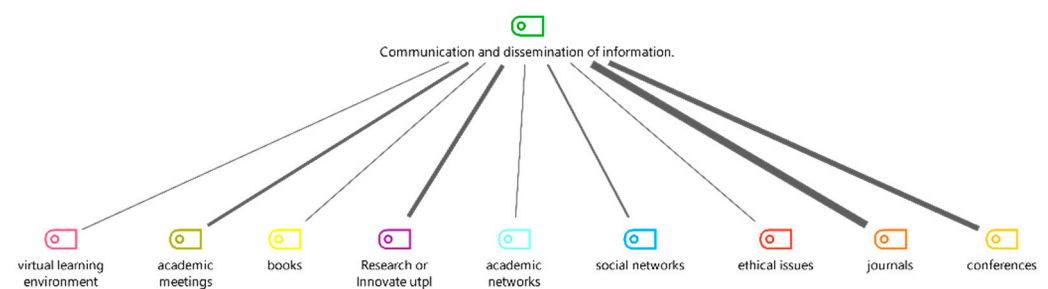 Communication and dissemination of information.
virtual learning
environment
academic
meetings
books
Research or
Innovate utpl
academic
networks
social networks
ethical issues
journals
conferences